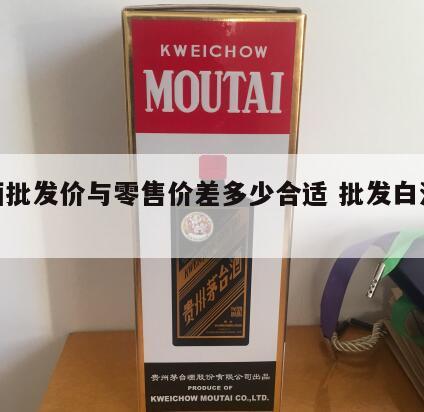 KWEICHOW
MOUTAI
批发价与零售价差多少合适 批发白
贵州茅台酒
贵州茅台酒股份有限公司出品
PRODUCE OF
KWEICHOW MOUTAI CO.,LTD.